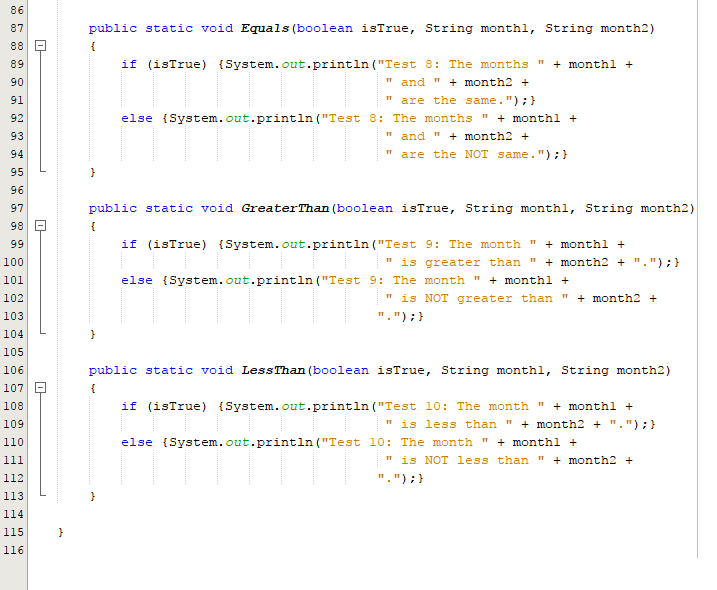 86
87 public static void Equals(boolean isTrue, String month1, String month2)
88 {
89 if (isTrue) {System.out.println("Test 8: The months " + month1 +
90 " and " + month2 +
91 " are the same.");}
92 else {System.out.println("Test 8: The months " + month1 +
93 " and " + month2 +
94 " are the NOT same.");}
95 }
96
97 public static void GreaterThan(boolean isTrue, String month1, String month2)
98 {
99 if (isTrue) {System.out.println("Test 9: The month " + month1 +
100 " is greater than " + month2 + ".");}
101 else {System.out.println("Test 9: The month " + month1 +
102 " is NOT greater than " + month2 +
103 ".");}
104 }
105
106 public static void LessThan(boolean isTrue, String month1, String month2)
107 {
108 if (isTrue) {System.out.println("Test 10: The month " + month1 +
109 " is less than " + month2 + ".");}
110 else {System.out.println("Test 10: The month " + month1 +
111 " is NOT less than " + month2 +
112 ".");}
113 }
114
115 }
116